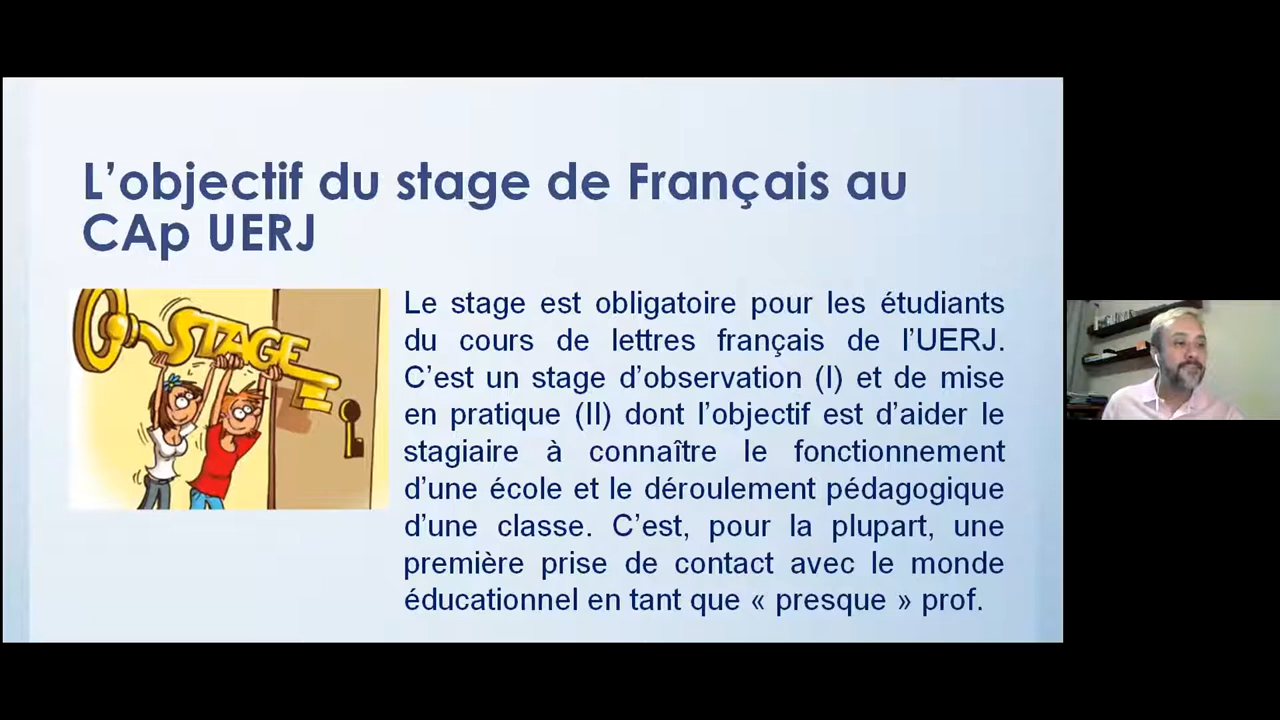 L’objectif du stage de Français au
CAp UERJ
STAGE
Le stage est obligatoire pour les étudiants
du cours de lettres français de l’UERJ.
C’est un stage d’observation (I) et de mise
en pratique (II) dont l’objectif est d’aider le
stagiaire à connaître le fonctionnement
d’une école et le déroulement pédagogique
d’une classe. C’est, pour la plupart, une
première prise de contact avec le monde
éducationnel en tant que « presque » prof.